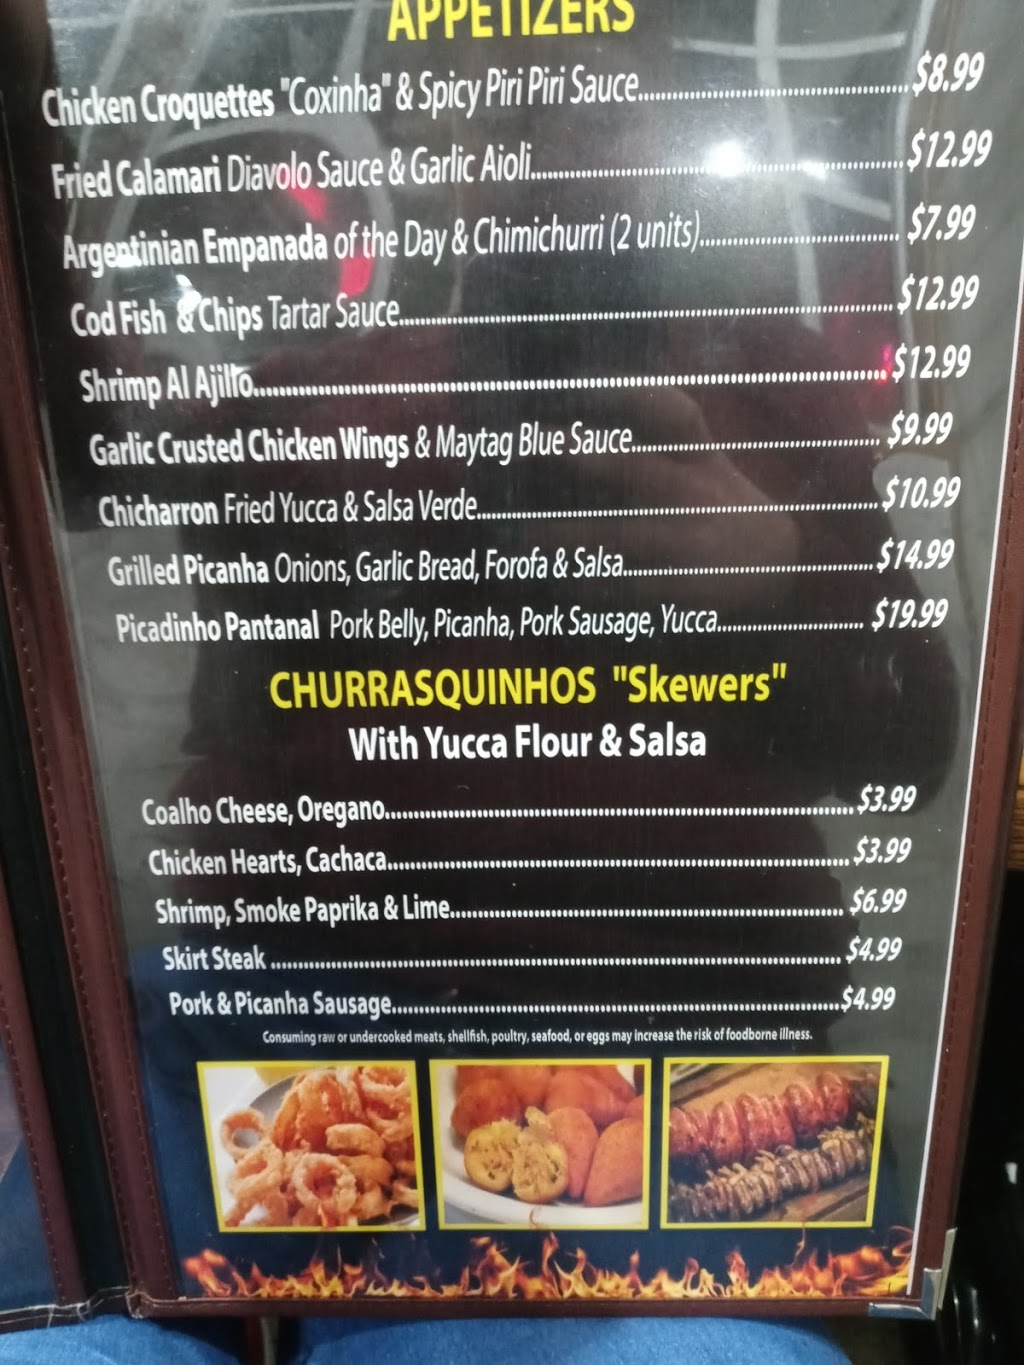 APPETIZERS
Chicken Croquettes "Coxinha" & Spicy Piri Piri Sauce.....$8.99
Fried Calamari Diavolo Sauce & Garlic Aioli.....$12.99
Argentinian Empanada of the Day & Chimichurri (2 units).....$7.99
Cod Fish & Chips Tartar Sauce.....$12.99
Shrimp Al Ajillo.....$12.99
Garlic Crusted Chicken Wings & Maytag Blue Sauce.....$9.99
Chicharron Fried Yucca & Salsa Verde.....$10.99
Grilled Picanha Onions, Garlic Bread, Forofa & Salsa.....$14.99
Picadinho Pantanal Pork Belly, Picanha, Pork Sausage, Yucca.....$19.99
CHURRASQUINHOS "Skewers"
With Yucca Flour & Salsa
Coalho Cheese, Oregano.....$3.99
Chicken Hearts, Cachaca.....$3.99
Shrimp, Smoke Paprika & Lime.....$6.99
Skirt Steak.....$4.99
Pork & Picanha Sausage.....$4.99
Consuming raw or undercooked meats, shellfish, poultry, seafood, or eggs may increase the risk of foodborne illness.